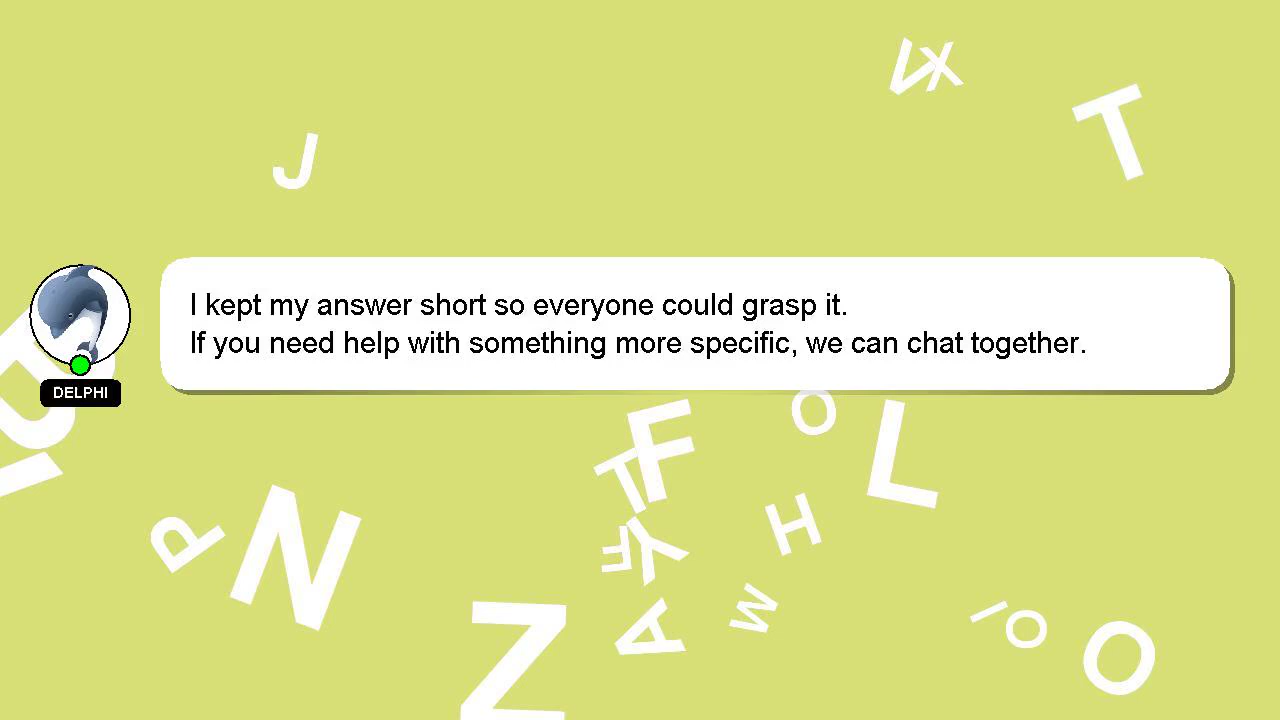 V
X
T
J
I kept my answer short so everyone could grasp it.
If you need help with something more specific, we can chat together.
DELPHI
F
O
L
T
P
N
H
F
Y
Z
A
W
I
O
O